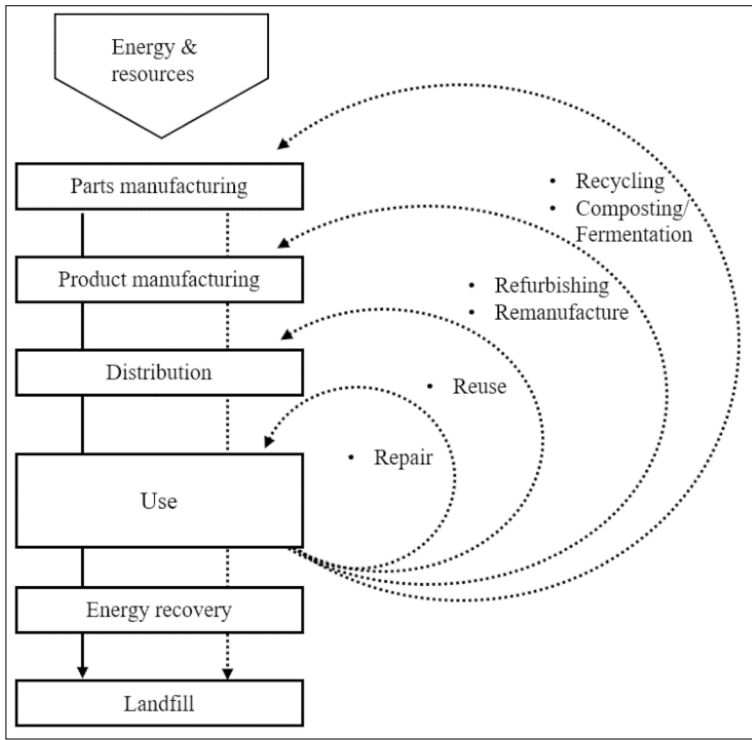 Energy &
resources
Parts manufacturing
Product manufacturing
Distribution
Use
Energy recovery
Landfill
• Recycling
• Composting/
Fermentation
• Refurbishing
• Remanufacture
• Reuse
• Repair